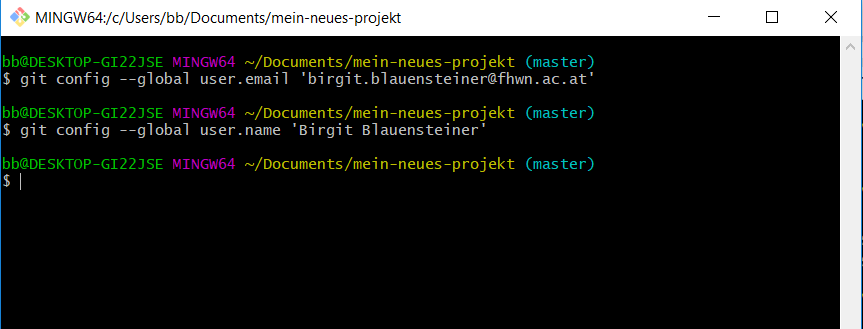 MINGW64:/c/Users/bb/Documents/mein-neues-projekt
bb@DESKTOP-GI22JSE MINGW64 ~/Documents/mein-neues-projekt (master)
$ git config --global user.email 'birgit.blauensteiner@fhwn.ac.at'
bb@DESKTOP-GI22JSE MINGW64 ~/Documents/mein-neues-projekt (master)
$ git config --global user.name 'Birgit Blauensteiner'
bb@DESKTOP-GI22JSE MINGW64 ~/Documents/mein-neues-projekt (master)
$